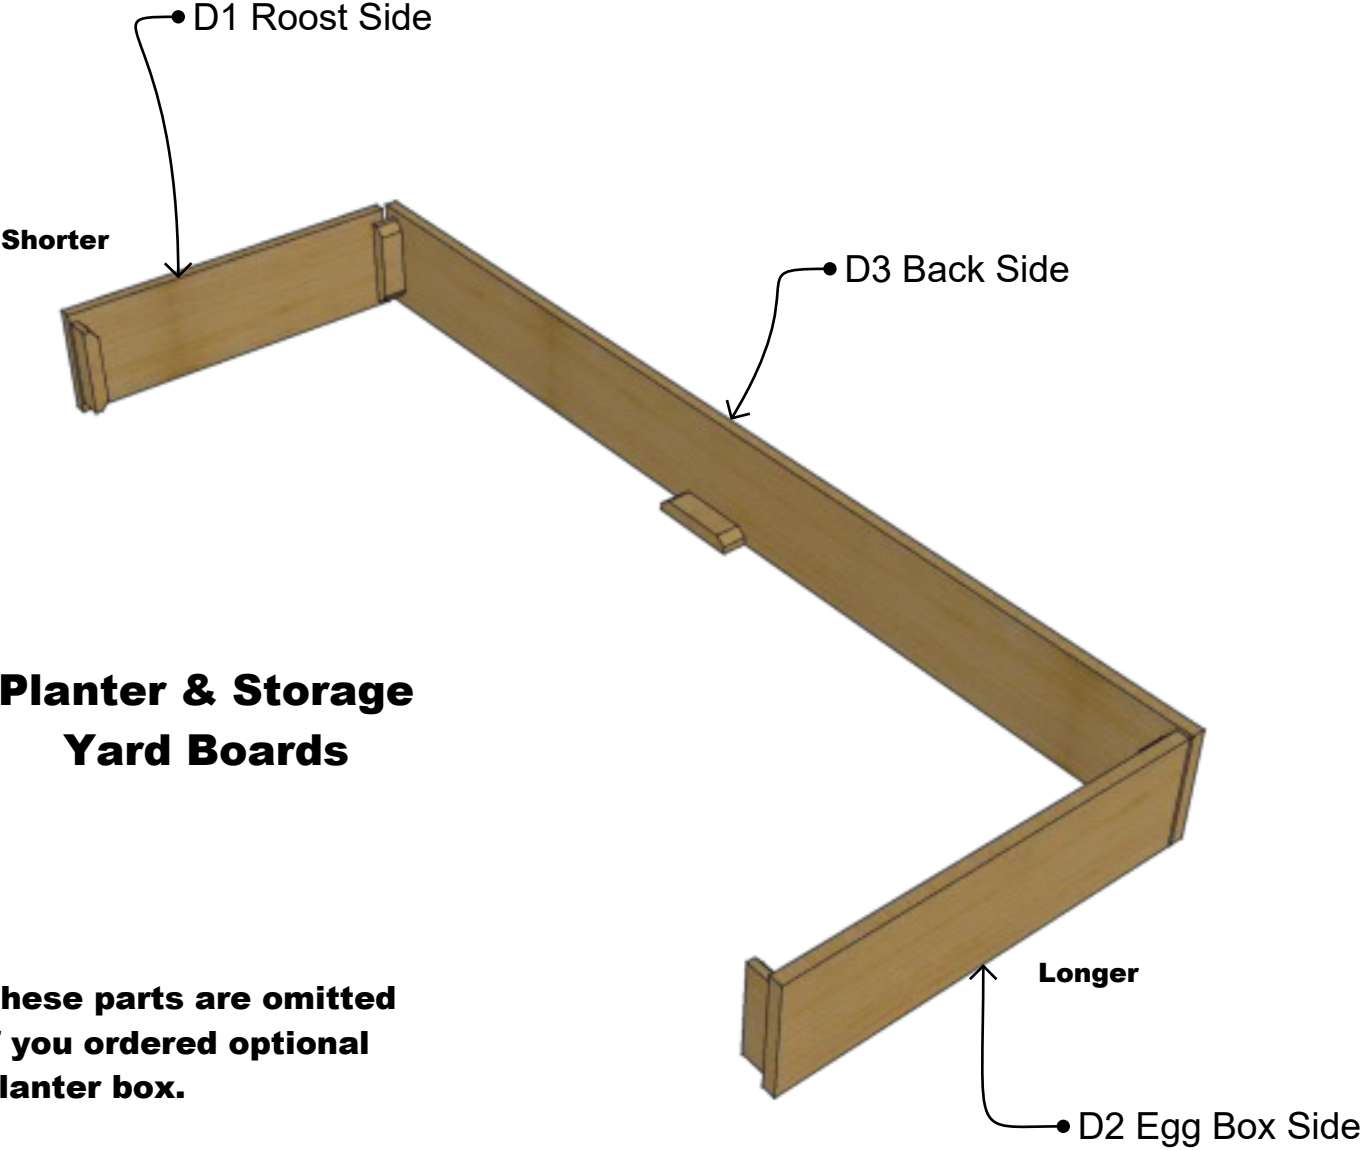 D1 Roost Side
Shorter
D3 Back Side
Planter & Storage
Yard Boards
hese parts are omitted
you ordered optional
lanter box.
Longer
D2 Egg Box Side